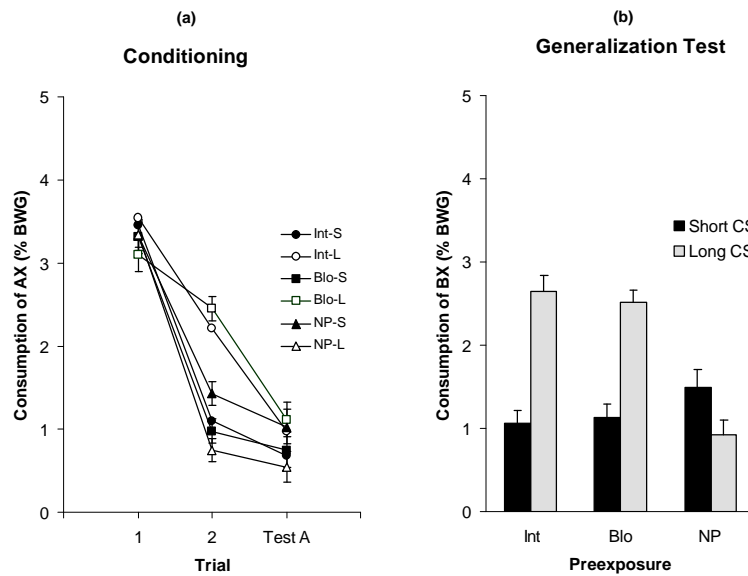 (a)
Conditioning
Consumption of AX (% BWG)
5
4
3
2
1
0
1 2 Test A
Trial
Int-S
Int-L
Blo-S
Blo-L
NP-S
NP-L
(b)
Generalization Test
Consumption of BX (% BWG)
5
4
3
2
1
0
Int Blo NP
Preexposure
Short CS
Long CS